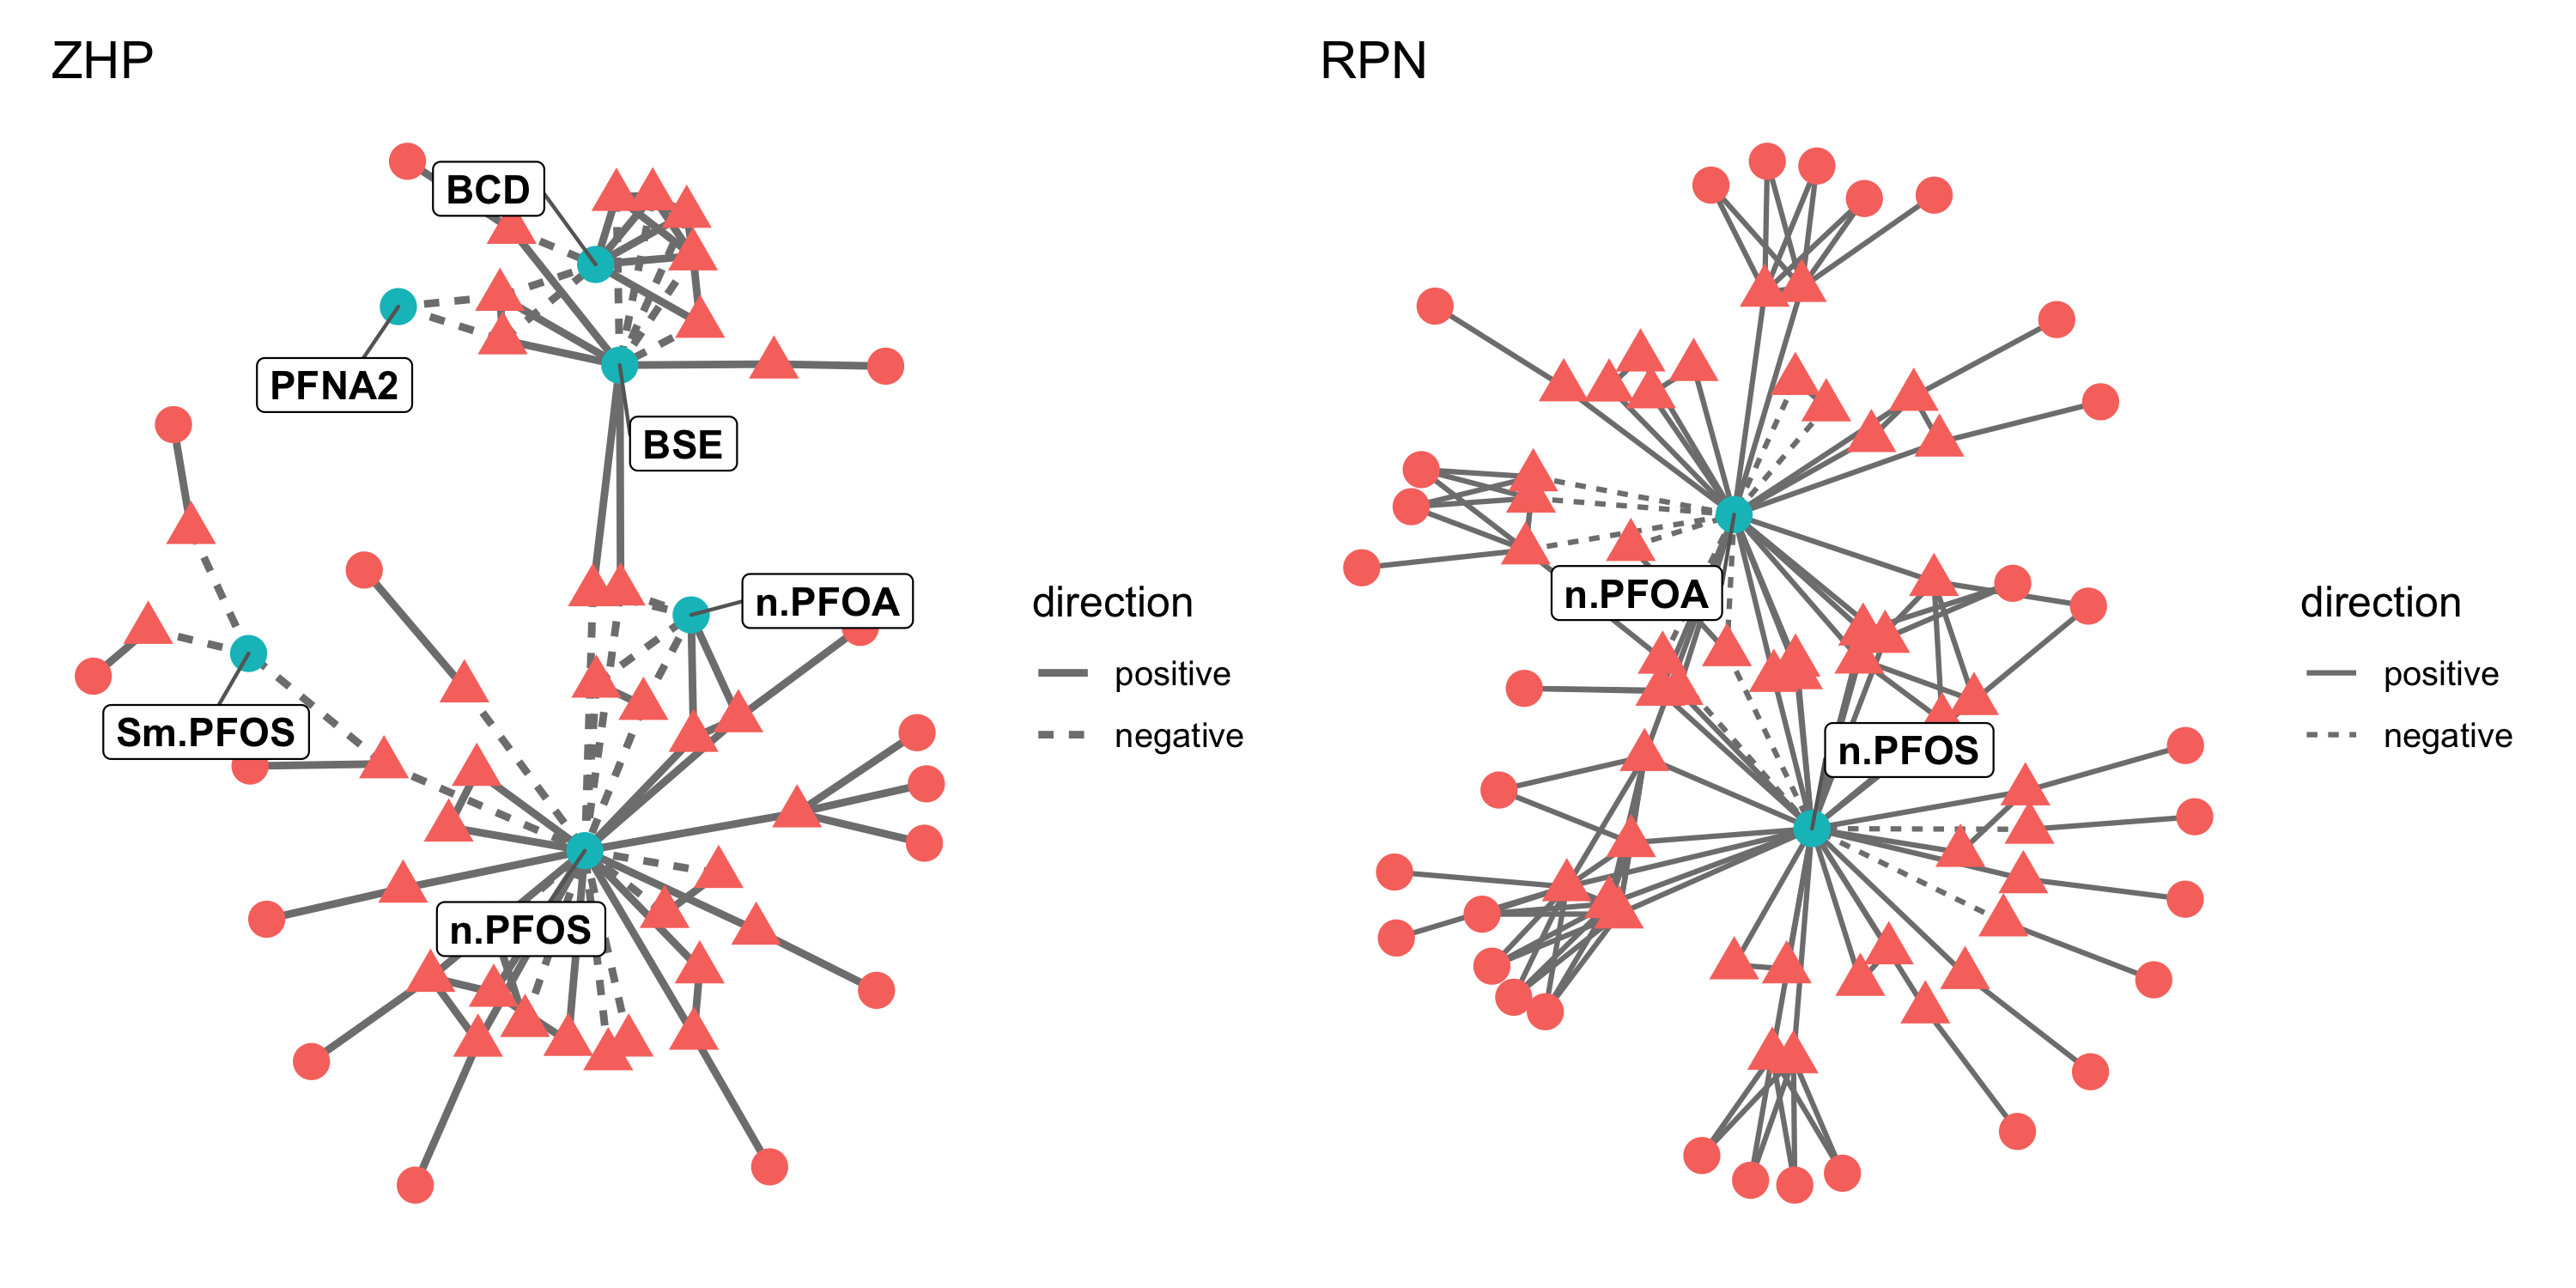 ZHP
BCD
PFNA2
BSE
n.PFOA
Sm.PFOS
n.PFOS
direction
positive
negative
RPN
n.PFOA
n.PFOS
direction
positive
negative